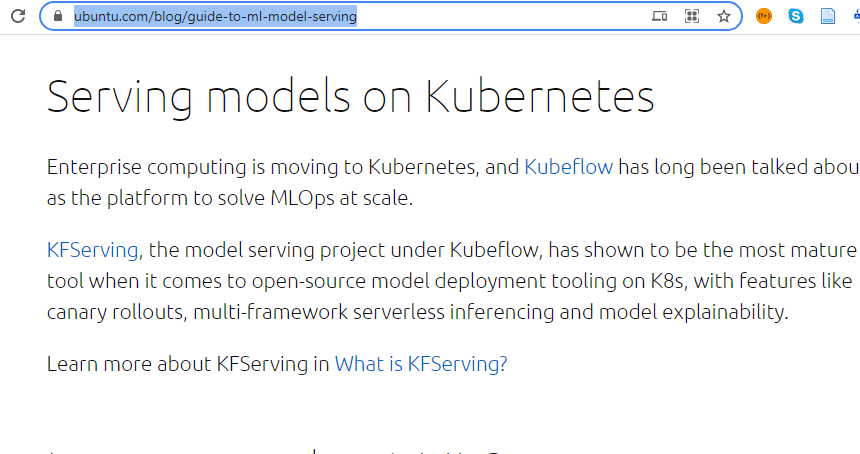 ubuntu.com/blog/guide-to-ml-model-serving
Serving models on Kubernetes
Enterprise computing is moving to Kubernetes, and Kubeflow has long been talked abou
as the platform to solve MLOps at scale.
KFServing, the model serving project under Kubeflow, has shown to be the most mature
tool when it comes to open-source model deployment tooling on K8s, with features like
canary rollouts, multi-framework serverless inferencing and model explainability.
Learn more about KFServing in What is KFServing?